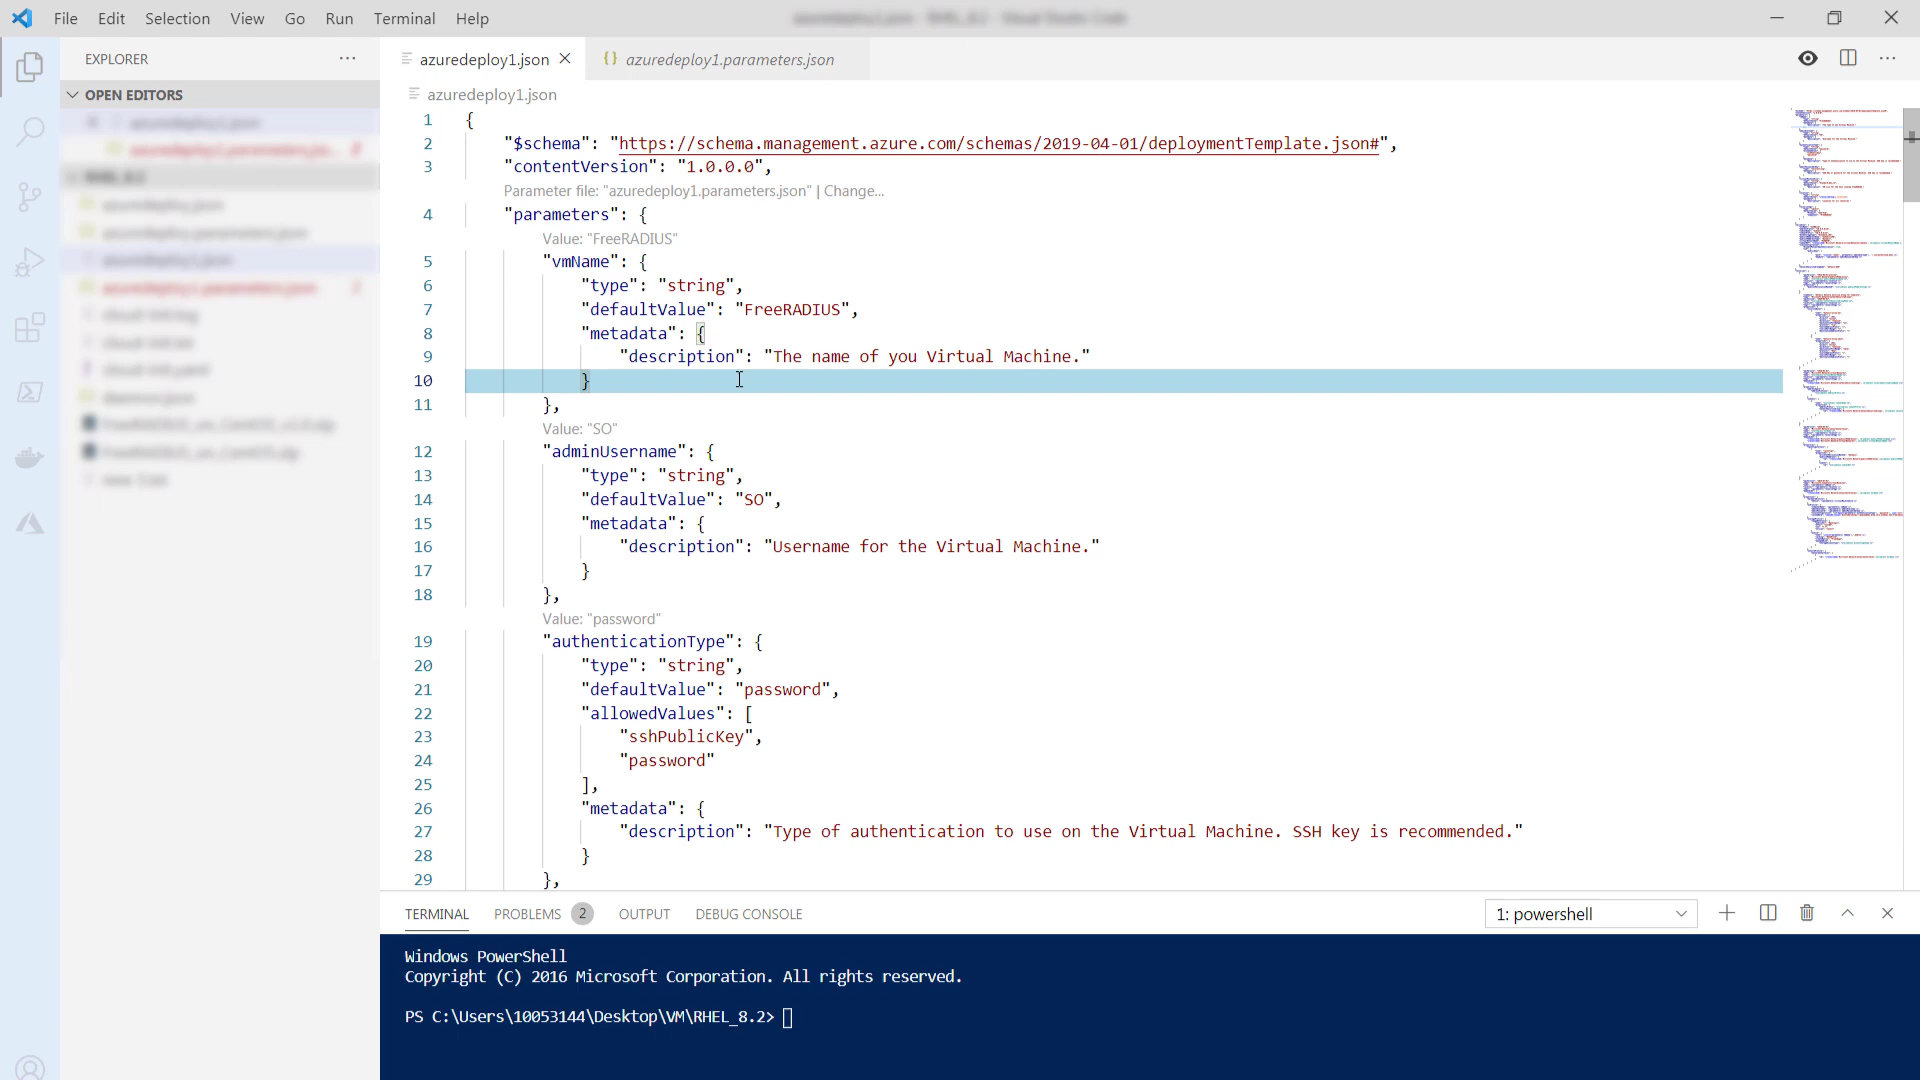 File Edit Selection View Go Run Terminal Help
EXPLORER
OPEN EDITORS
azuredeploy1.json
azuredeploy1.parameters.json
azuredeploy1.json
1 {
2 "$schema": "https://schema.management.azure.com/schemas/2019-04-01/deploymentTemplate.json#",
3 "contentVersion": "1.0.0.0",
Parameter file: "azuredeploy1.parameters.json" | Change...
4 "parameters": {
Value: "FreeRADIUS"
5 "vmName": {
6 "type": "string",
7 "defaultValue": "FreeRADIUS",
8 "metadata": {
9 "description": "The name of you Virtual Machine."
10 }
11 },
Value: "SO"
12 "adminUsername": {
13 "type": "string",
14 "defaultValue": "SO",
15 "metadata": {
16 "description": "Username for the Virtual Machine."
17 }
18 },
Value: "password"
19 "authenticationType": {
20 "type": "string",
21 "defaultValue": "password",
22 "allowedValues": [
23 "sshPublicKey",
24 "password"
25 ],
26 "metadata": {
27 "description": "Type of authentication to use on the Virtual Machine. SSH key is recommended."
28 }
29 },
TERMINAL PROBLEMS 2 OUTPUT DEBUG CONSOLE
1: powershell
Windows PowerShell
Copyright (C) 2016 Microsoft Corporation. All rights reserved.
PS C:\Users\10053144\Desktop\VM\RHEL_8.2>